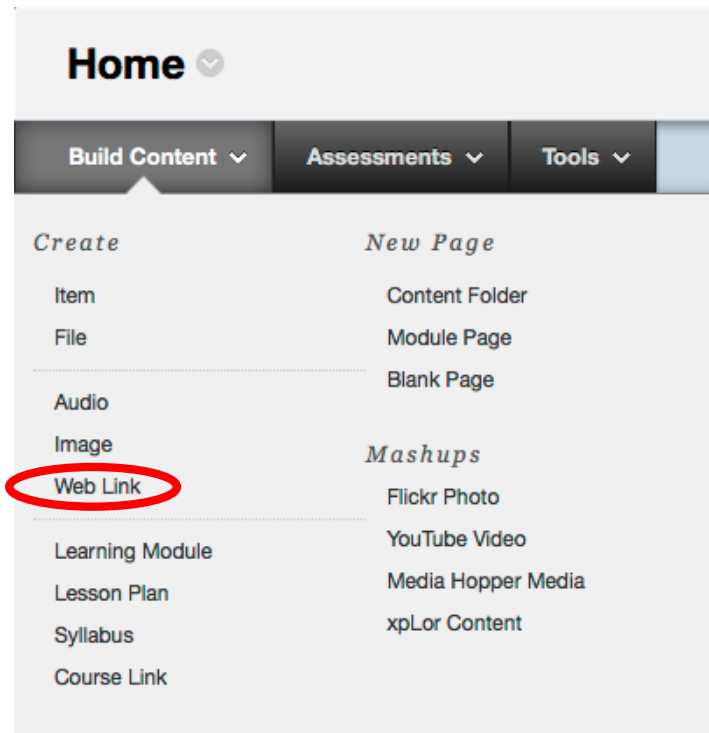 Home
Build Content Assessments Tools
Create
Item
File
Audio
Image
Web Link
Learning Module
Lesson Plan
Syllabus
Course Link
New Page
Content Folder
Module Page
Blank Page
Mashups
Flickr Photo
YouTube Video
Media Hopper Media
xpLor Content